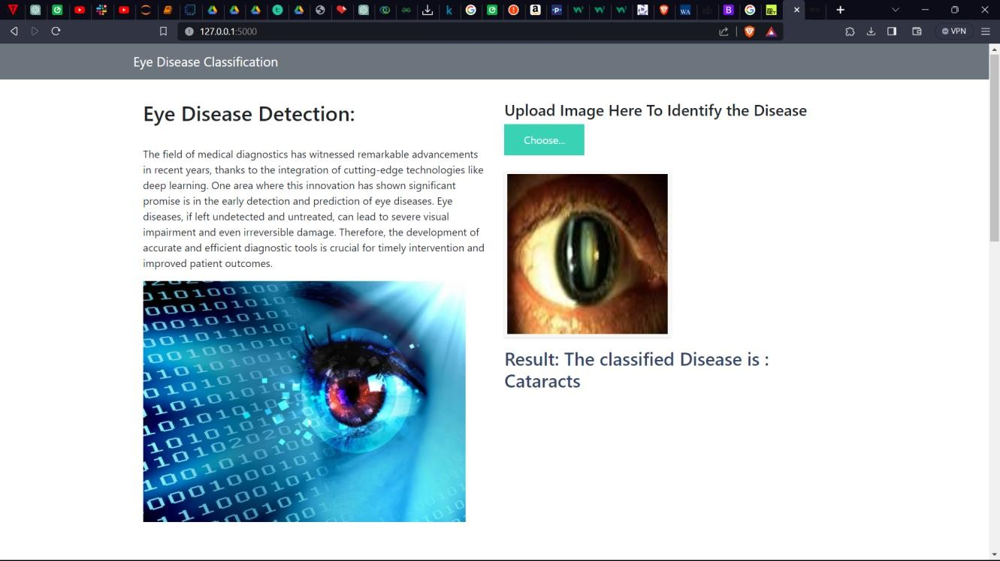 127.0.0.1:5000
VPN
Eye Disease Classification
Eye Disease Detection:
The field of medical diagnostics has witnessed remarkable advancements
in recent years, thanks to the integration of cutting-edge technologies like
deep learning. One area where this innovation has shown significant
promise is in the early detection and prediction of eye diseases. Eye
diseases, if left undetected and untreated, can lead to severe visual
impairment and even irreversible damage. Therefore, the development of
accurate and efficient diagnostic tools is crucial for timely intervention and
improved patient outcomes.
Upload Image Here To Identify the Disease
Choose...
Result: The classified Disease is :
Cataracts